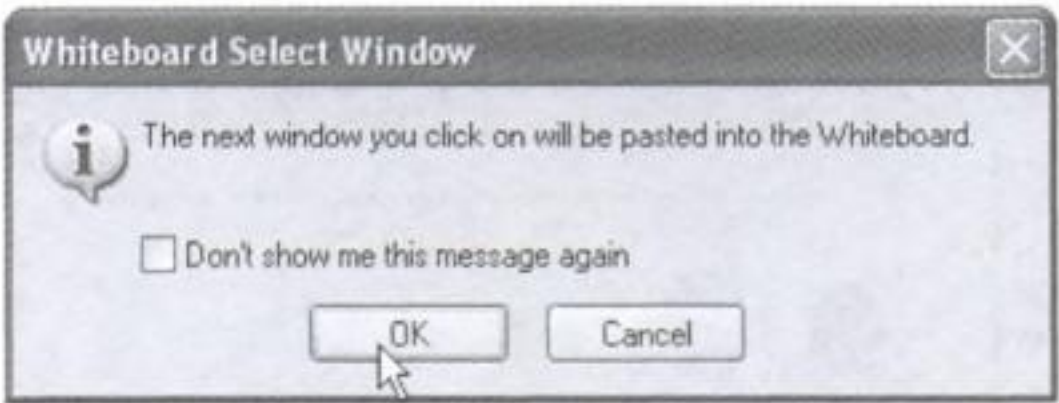 Whiteboard Select Window
The next window you click on will be pasted into the Whiteboard.
Don't show me this message again
OK
Cancel